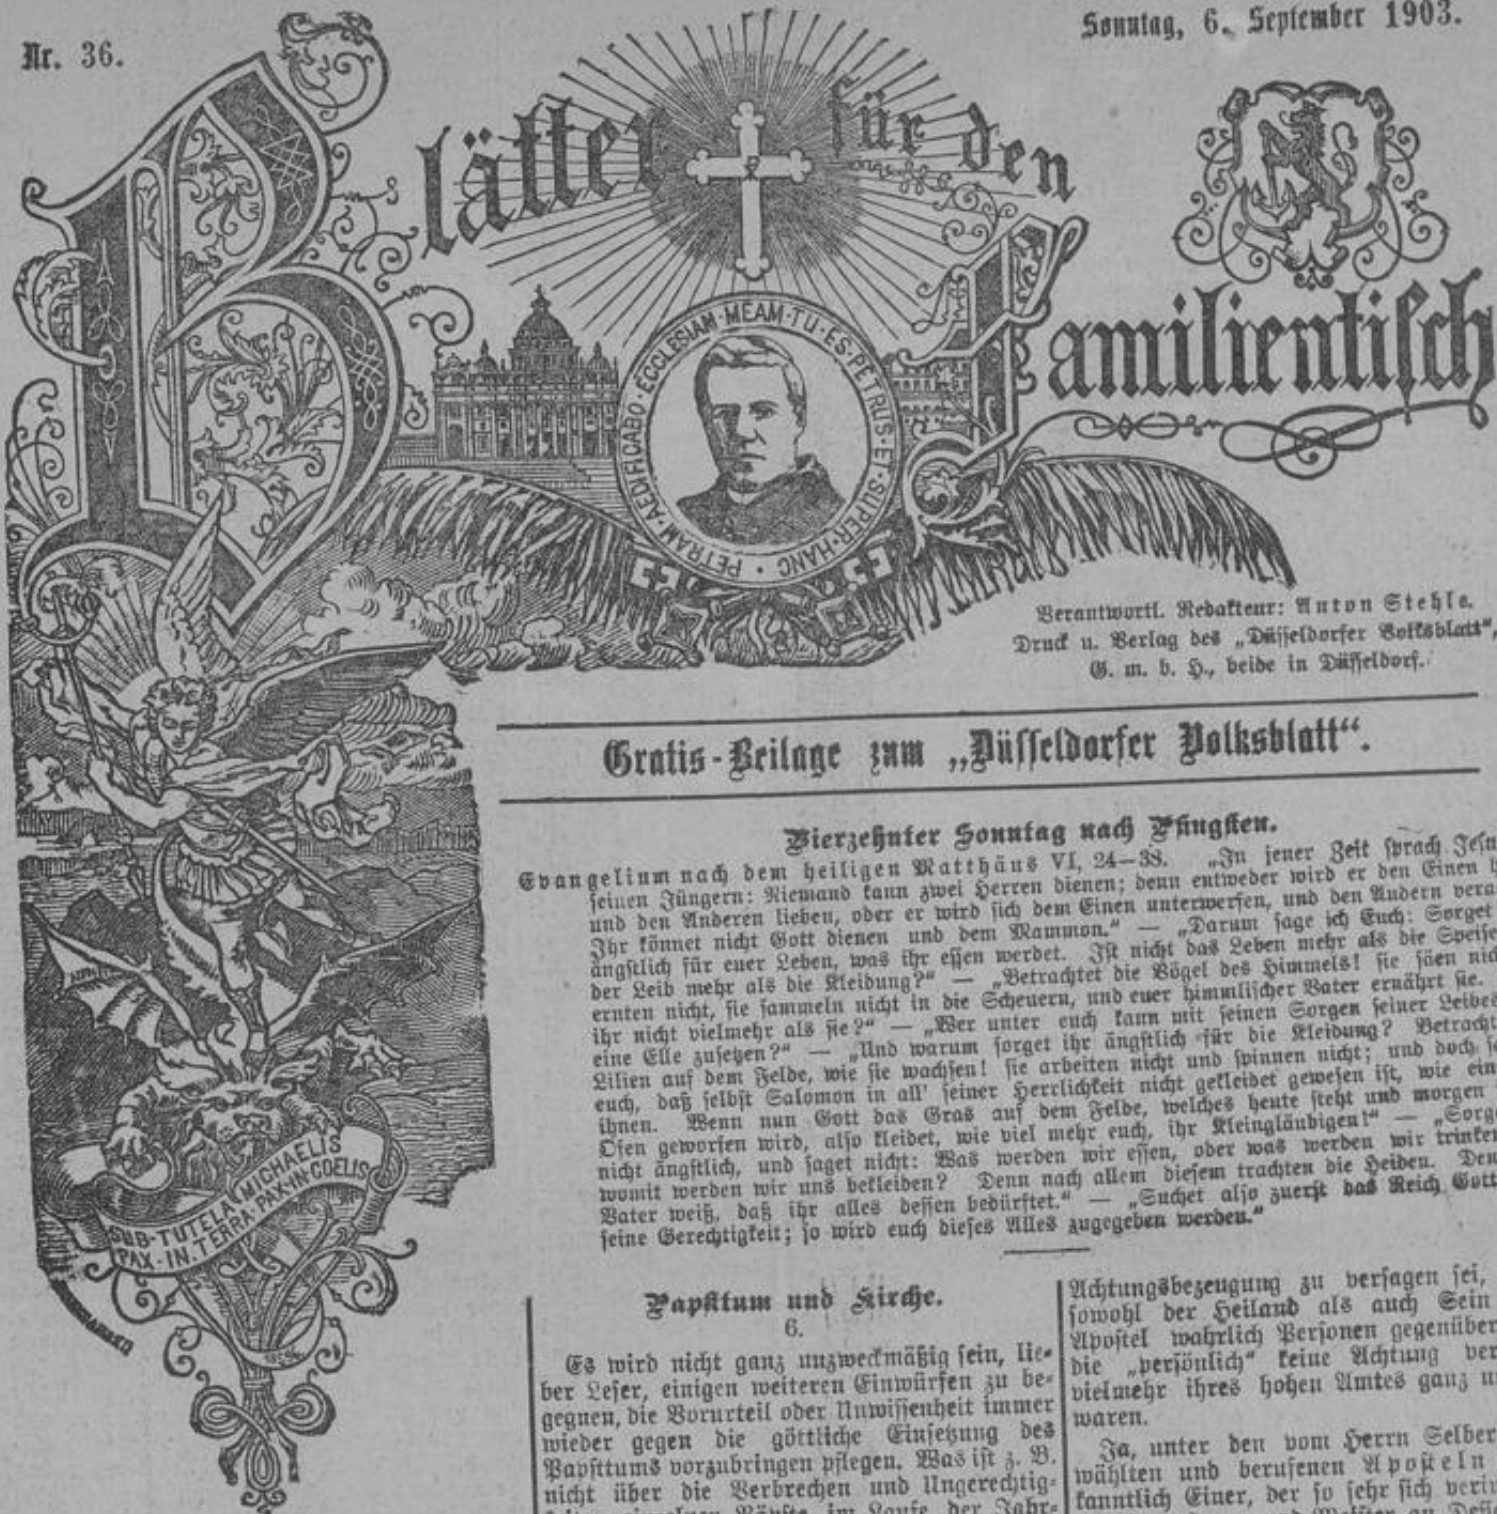 Nr. 36.
Sonntag, 6. September 1903.
Blätter für den
Familientisch
PETRAM · AEDIFICABO · ECCLESIAM · MEAM · TU · ES · PETRUS · ET · SUPER · HANC ·
Verantwortl. Redakteur: Anton Stehle.
Druck u. Verlag des „Düsseldorfer Volksblatt“,
G. m. b. H., beide in Düsseldorf.
Gratis-Beilage zum „Düsseldorfer Volksblatt“.
SUB · TUTELA MICHAELIS
PAX · IN · TERRA · PAX · IN · COELIS
Vierzehnter Sonntag nach Pfingsten.
Evangelium nach dem heiligen Matthäus VI, 24–33. „In jener Zeit sprach Jesu
seinen Jüngern: Niemand kann zwei Herren dienen; denn entweder wird er den Einen
und den Anderen lieben, oder er wird sich dem Einen unterwerfen, und den Andern vera
Ihr könnet nicht Gott dienen und dem Mammon.“ — „Darum sage ich Euch: Sorget
ängstlich für euer Leben, was ihr essen werdet. Ist nicht das Leben mehr als die Speise
der Leib mehr als die Kleidung?“ — „Betrachtet die Vögel des Himmels! sie säen nic
ernten nicht, sie sammeln nicht in die Scheuern, und euer himmlischer Vater ernährt sie.
ihr nicht vielmehr als sie?“ — „Wer unter euch kann mit seinen Sorgen seiner Leibes
eine Elle zusetzen?“ — „Und warum sorget ihr ängstlich für die Kleidung? Betracht
Lilien auf dem Felde, wie sie wachsen! sie arbeiten nicht und spinnen nicht; und doch
euch, daß selbst Salomon in all' seiner Herrlichkeit nicht gekleidet gewesen ist, wie ein
ihnen. Wenn nun Gott das Gras auf dem Felde, welches heute steht und morgen
Ofen geworfen wird, also kleidet, wie viel mehr euch, ihr Kleingläubigen!“ — „Sorg
nicht ängstlich, und saget nicht: Was werden wir essen, oder was werden wir trinken
womit werden wir uns bekleiden? Denn nach allem diesem trachten die Heiden. Den
Vater weiß, daß ihr alles dessen bedürftet.“ — „Suchet also zuerst das Reich Gott
seine Gerechtigkeit; so wird euch dieses Alles zugegeben werden.“
Papsttum und Kirche.
6.
Es wird nicht ganz unzweckmäßig sein, lie-
ber Leser, einigen weiteren Einwürfen zu be-
gegnen, die Vorurteil oder Unwissenheit immer
wieder gegen die göttliche Einsetzung des
Papsttums vorzubringen pflegen. Was ist z. B.
nicht über die Verbrechen und Ungerechtig-
einzelner Päpste im Laufe der Jahr-
Achtungsbezeugung zu versagen sei,
sowohl der Heiland als auch Sein
Apostel wahrlich Personen gegenüber
die „persönlich“ keine Achtung ver
vielmehr ihres hohen Amtes ganz u
waren.
Ja, unter den vom Herrn Selber
wählten und berufenen Aposteln
kanntlich Einer, der so sehr sich verir